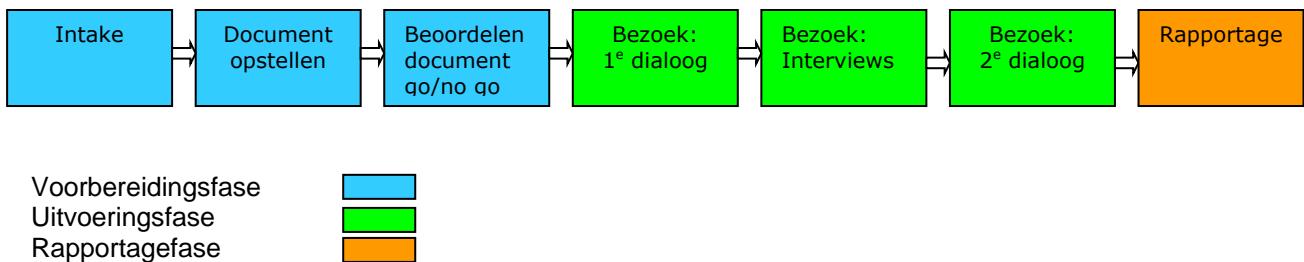 Intake
Document
opstellen
Beoordelen
document
go/no go
Bezoek:
1e dialoog
Bezoek:
Interviews
Bezoek:
2e dialoog
Rapportage
Voorbereidingsfase
Uitvoeringsfase
Rapportagefase